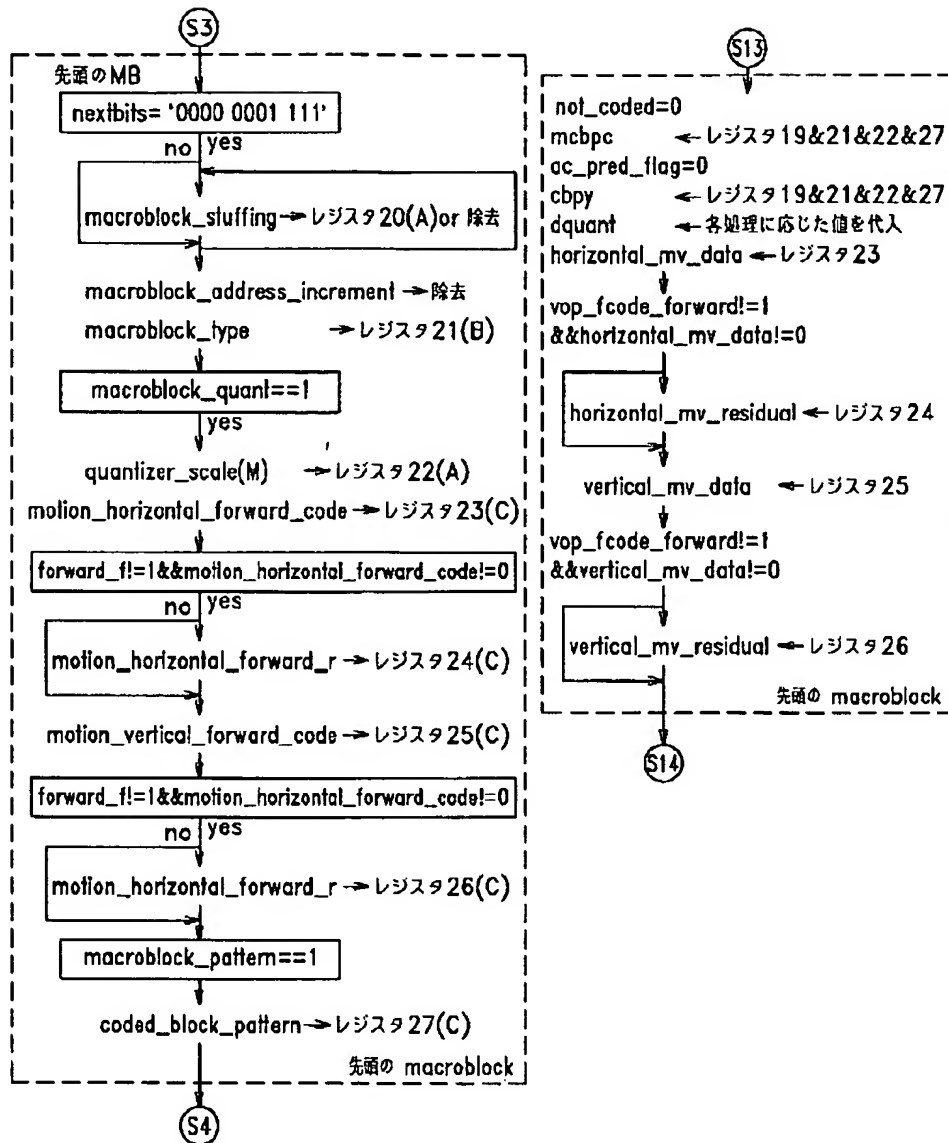 S3
先頭のMB
nextbits= '0000 0001 111'
no yes
macroblock_stuffing→レジスタ20(A)or 除去
macroblock_address_increment→除去
macroblock_type →レジスタ21(B)
macroblock_quant==1
yes
quantizer_scale(M) →レジスタ22(A)
motion_horizontal_forward_code→レジスタ23(C)
forward_f!=1&&motion_horizontal_forward_code!=0
no yes
motion_horizontal_forward_r→レジスタ24(C)
motion_vertical_forward_code→レジスタ25(C)
forward_f!=1&&motion_horizontal_forward_code!=0
no yes
motion_horizontal_forward_r→レジスタ26(C)
macroblock_pattern==1
coded_block_pattern→レジスタ27(C)
先頭の macroblock
S4
S13
not_coded=0
mcbpc ←レジスタ19&21&22&27
ac_pred_flag=0
cbpy ←レジスタ19&21&22&27
dquant ←各処理に応じた値を代入
horizontal_mv_data←レジスタ23
vop_fcode_forward!=1
&&horizontal_mv_data!=0
horizontal_mv_residual←レジスタ24
vertical_mv_data ←レジスタ25
vop_fcode_forward!=1
&&vertical_mv_data!=0
vertical_mv_residual←レジスタ26
先頭の macroblock
S14